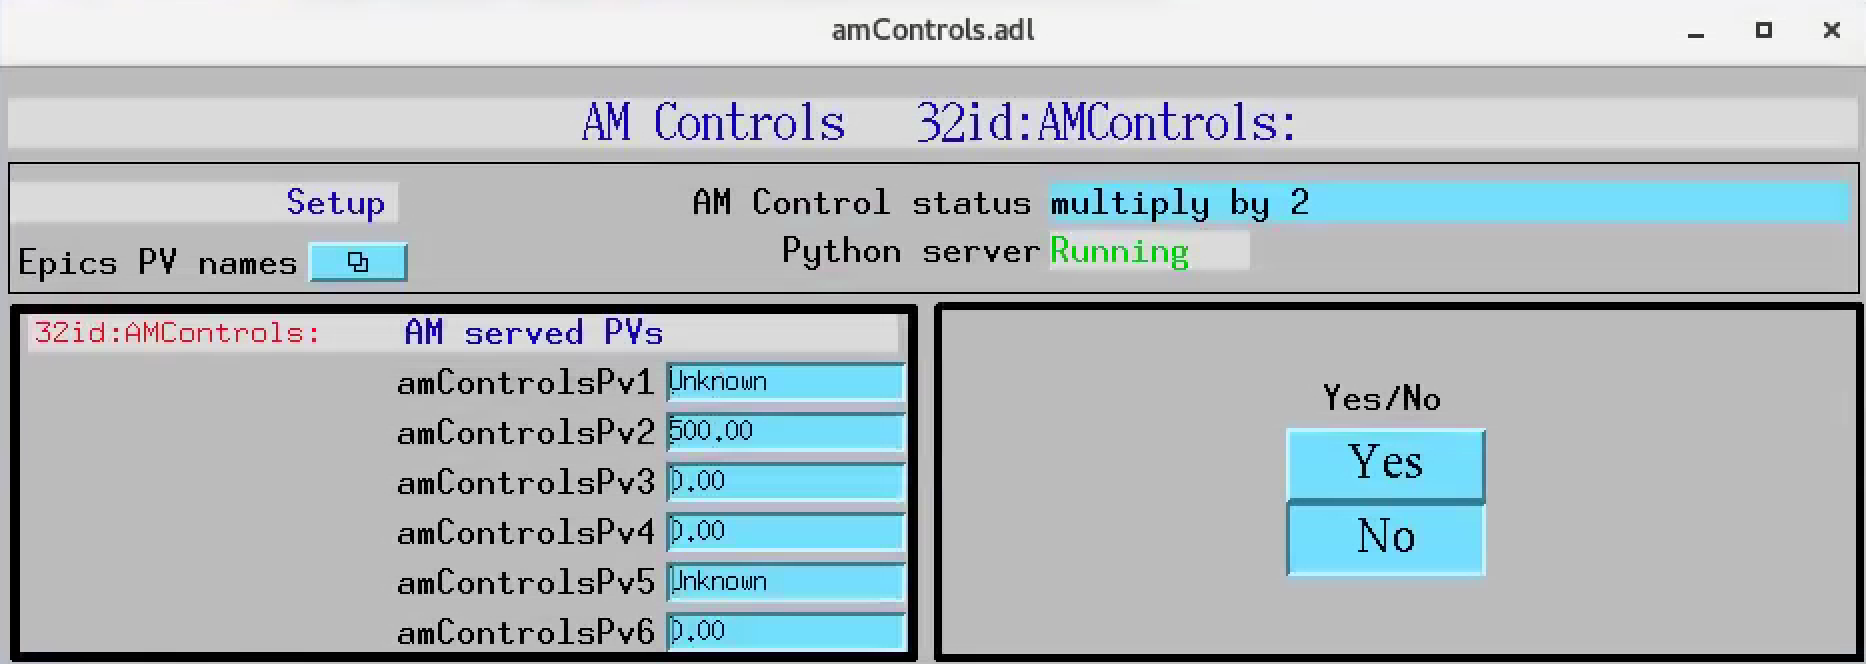 amControls.adl
AM Controls 32id:AMControls:
Setup
AM Control status multiply by 2
Epics PV names
Python server Running
32id:AMControls: AM served PVs
amControlsPv1 Unknown
amControlsPv2 500.00
amControlsPv3 0.00
amControlsPv4 0.00
amControlsPv5 Unknown
amControlsPv6 0.00
Yes/No
Yes
No